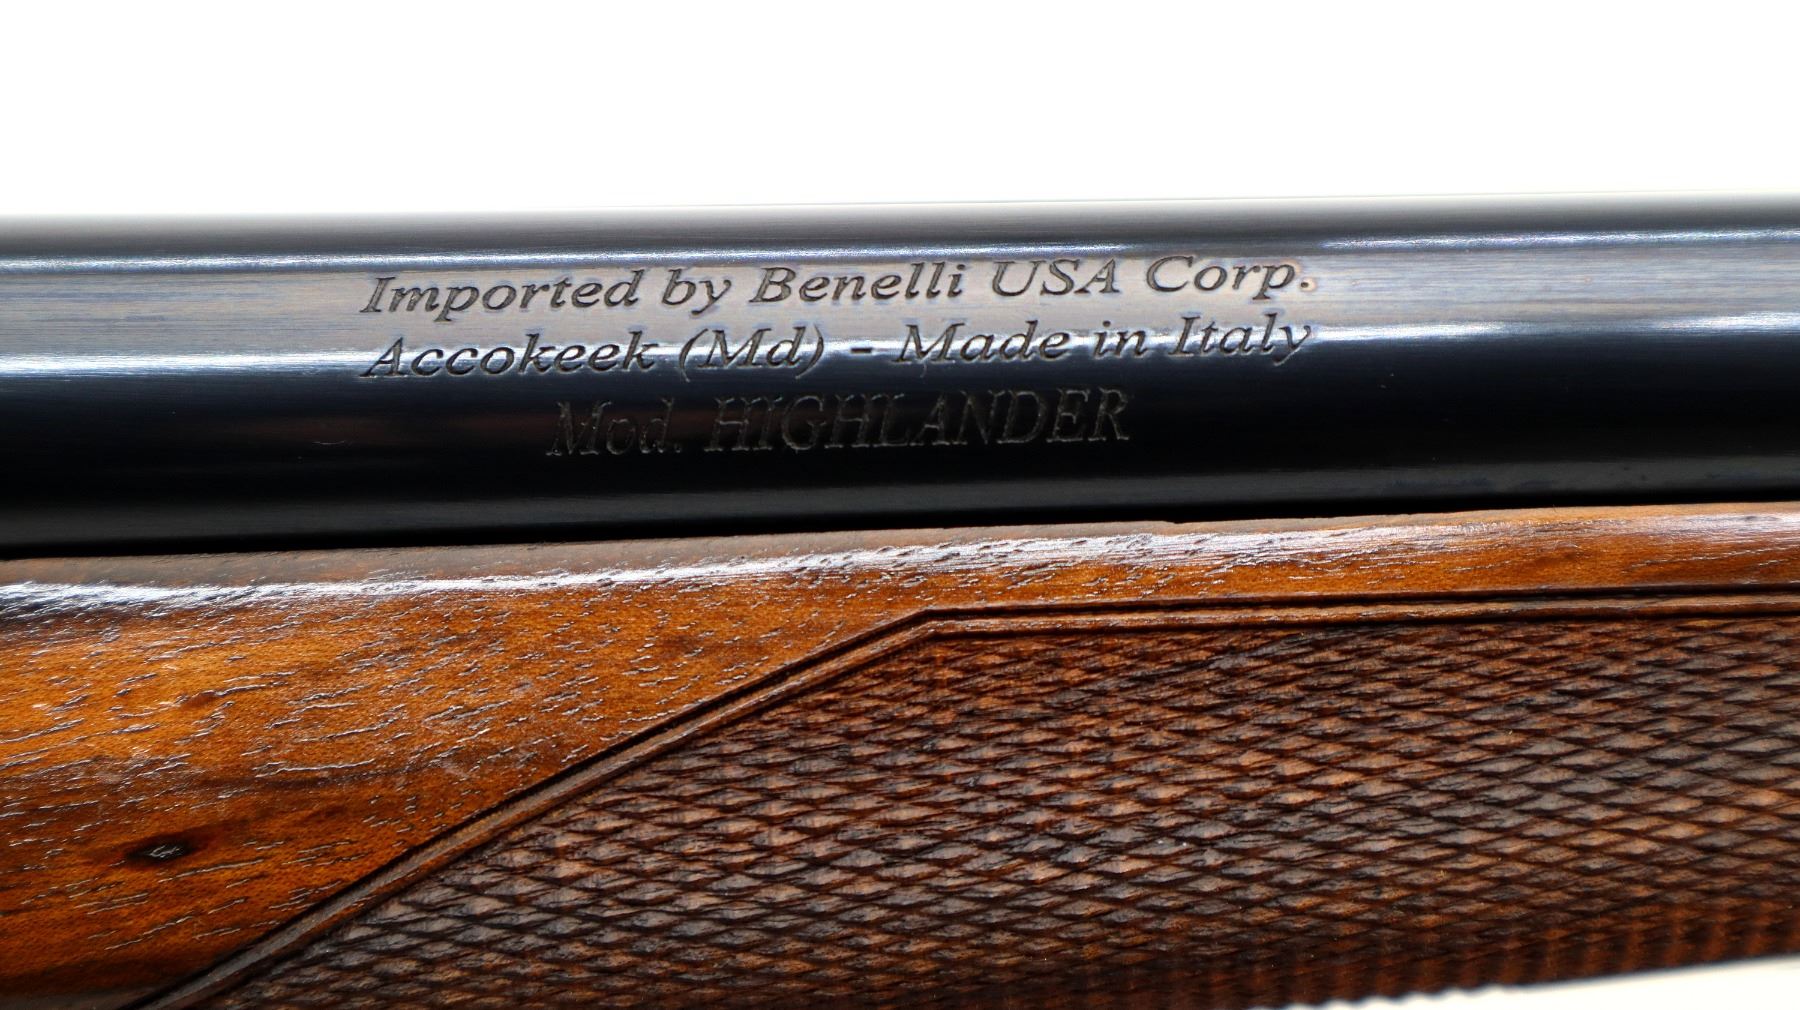 Imported by Benelli USA Corp.
Accokeek (Md) - Made in Italy
Mod. HIGHLANDER